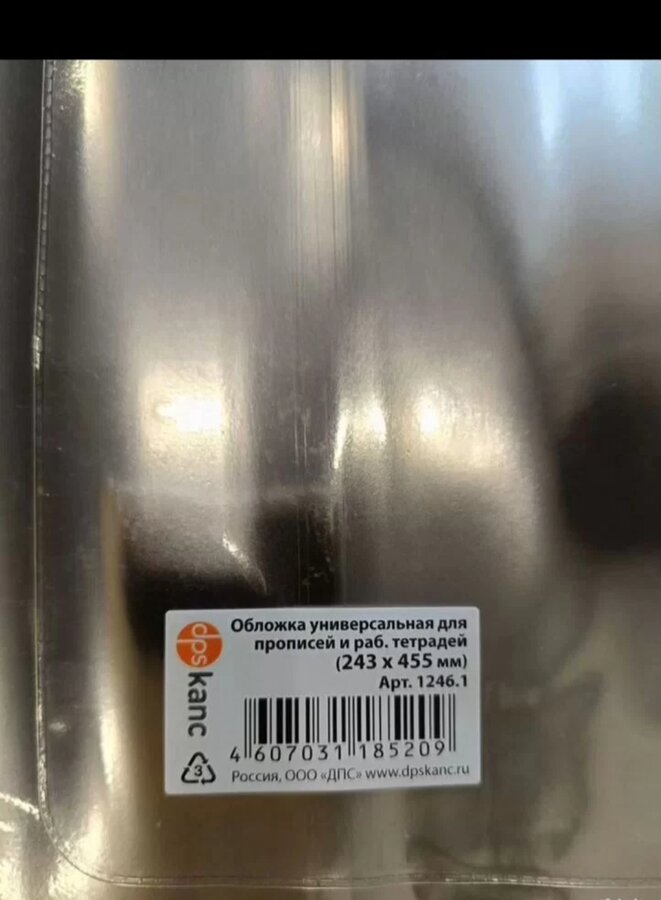 Обложка универсальная для
прописей и раб. тетрадей
(243 х 455 мм)
Арт. 1246.1
dps kanc
4 607031 185209
3
Россия, ООО «ДПС» www.dpskanc.ru